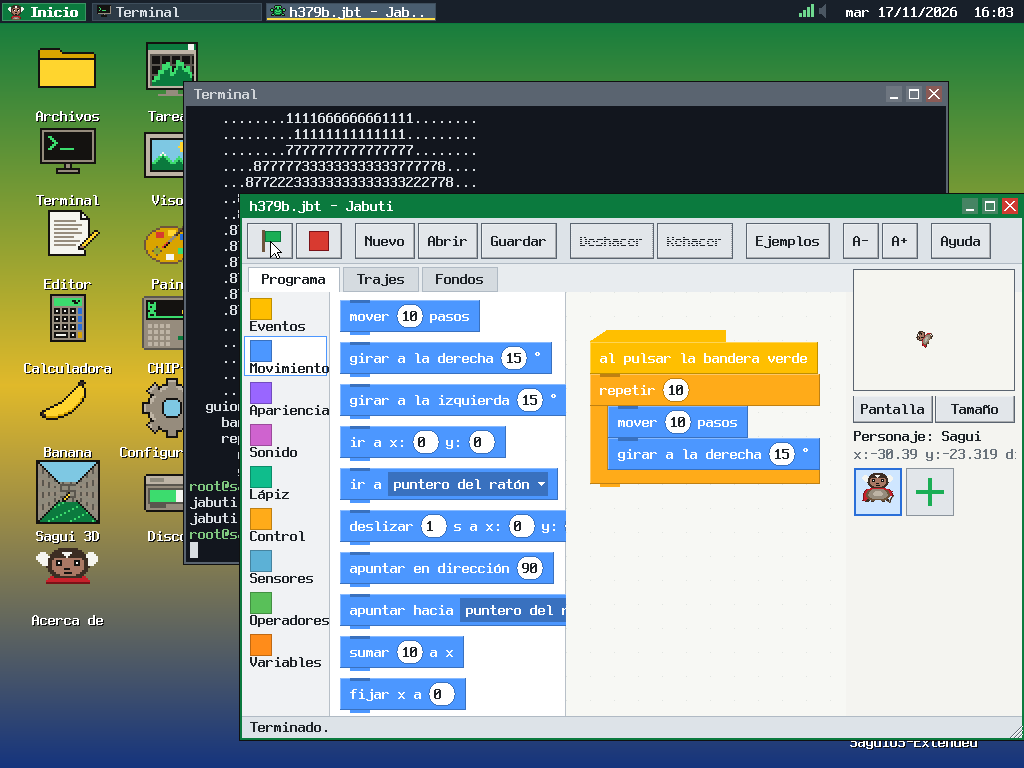 Inicio
Terminal
h379b.jbt - Jabu..
mar 17/11/2026 16:03
Archivos
Terminal
Editor
Calculadora
Banana
Sagui 3D
Acerca de
Terminal
........1111666666661111........
.........11111111111111.........
........7777777777777777........
....877777333333333333777778....
...87722233333333333333222778...
root@s
jabuti
jabuti
root@s
h379b.jbt - Jabuti
Nuevo
Abrir
Guardar
Deshacer
Rehacer
Ejemplos
A-
A+
Ayuda
Programa
Trajes
Fondos
Eventos
Movimiento
Apariencia
Sonido
Lápiz
Control
Sensores
Operadores
Variables
mover 10 pasos
girar a la derecha 15 °
girar a la izquierda 15 °
ir a x: 0 y: 0
ir a puntero del ratón
deslizar 1 s a x: 0 y:
apuntar en dirección 90
apuntar hacia puntero del
sumar 10 a x
fijar x a 0
al pulsar la bandera verde
repetir 10
mover 10 pasos
girar a la derecha 15 °
Pantalla
Tamaño
Personaje: Sagui
x:-30.39 y:-23.319 d:
Terminado.